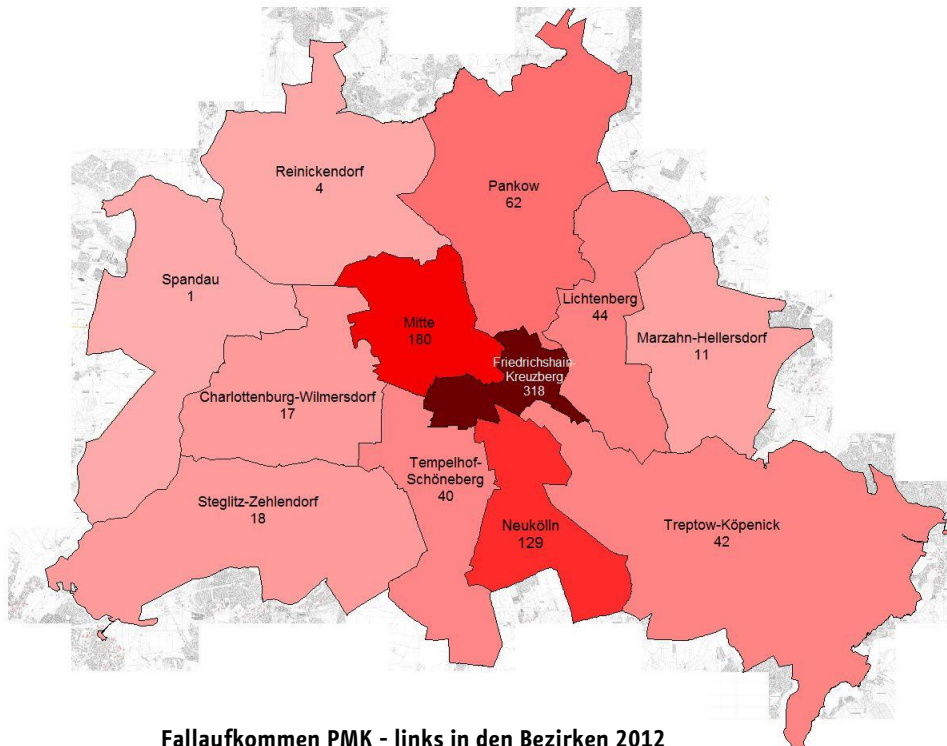 Reinickendorf
4
Pankow
62
Spandau
1
Mitte
180
Lichtenberg
44
Marzahn-Hellersdorf
11
Friedrichshain-
Kreuzberg
318
Charlottenburg-Wilmersdorf
17
Tempelhof-
Schöneberg
40
Steglitz-Zehlendorf
18
Neukölln
129
Treptow-Köpenick
42
Fallaufkommen PMK - links in den Bezirken 2012